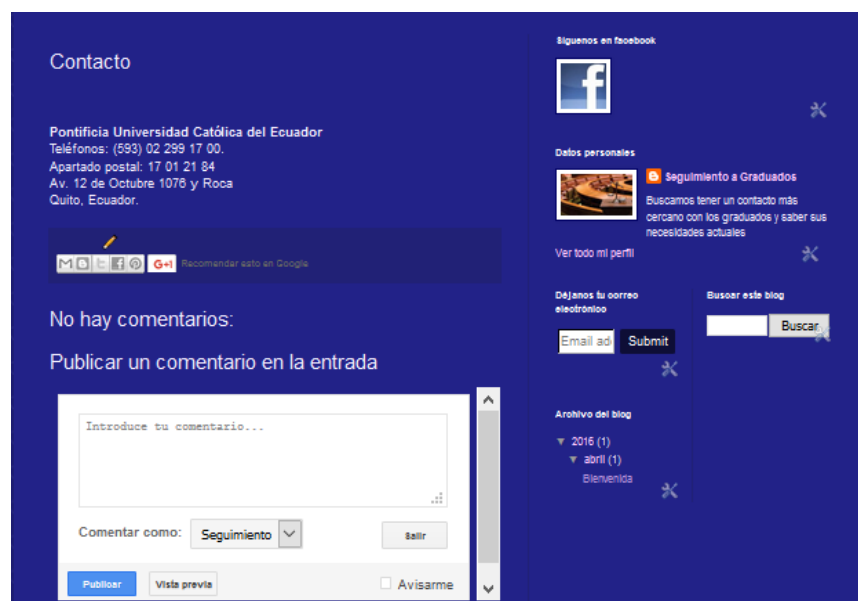 Contacto
Pontificia Universidad Católica del Ecuador
Teléfonos: (593) 02 299 17 00.
Apartado postal: 17 01 21 84
Av. 12 de Octubre 1076 y Roca
Quito, Ecuador.
G+1 Recomendar esto en Google
No hay comentarios:
Publicar un comentario en la entrada
Introduce tu comentario...
Comentar como: Seguimiento
Salir
Publicar Vista previa Avisarme
Síguenos en facebook
Datos personales
Seguimiento a Graduados
Buscamos tener un contacto más
cercano con los graduados y saber sus
necesidades actuales
Ver todo mi perfil
Déjanos tu correo
electrónico
Email ad Submit
Buscar este blog
Buscar
Archivo del blog
▼ 2016 (1)
▼ abril (1)
Bienvenida